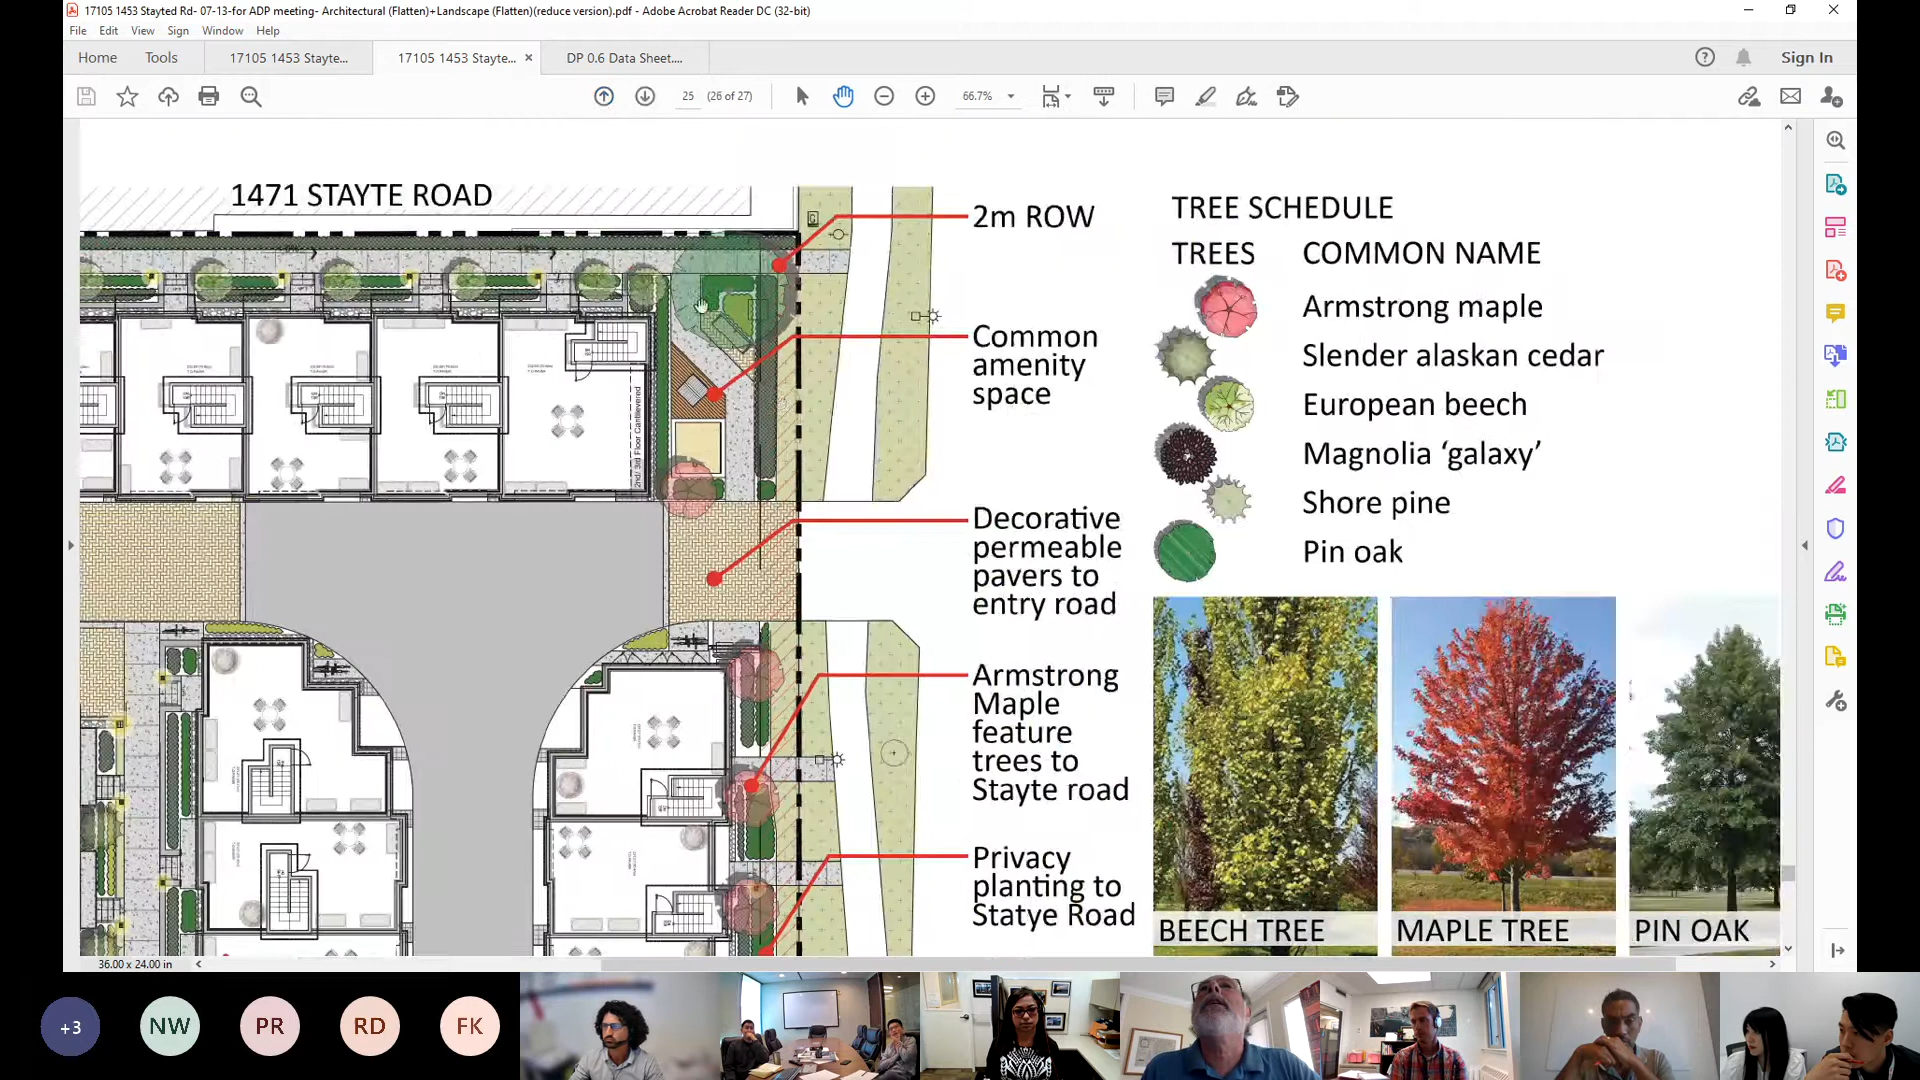 17105 1453 Stayted Rd- 07-13-for ADP meeting- Architectural (Flatten)+Landscape (Flatten)(reduce version).pdf - Adobe Acrobat Reader DC (32-bit)
File Edit View Sign Window Help
Home Tools 17105 1453 Stayte... 17105 1453 Stayte... × DP 0.6 Data Sheet.... Sign In
25 (26 of 27) 66.7%
1471 STAYTE ROAD
2m ROW
Common
amenity
space
2nd/ 3rd Floor Cantilevered
Decorative
permeable
pavers to
entry road
Armstrong
Maple
feature
trees to
Stayte road
Privacy
planting to
Statye Road
TREE SCHEDULE
TREES COMMON NAME
Armstrong maple
Slender alaskan cedar
European beech
Magnolia ‘galaxy’
Shore pine
Pin oak
BEECH TREE
MAPLE TREE
PIN OAK
36.00 x 24.00 in
+3 NW PR RD FK